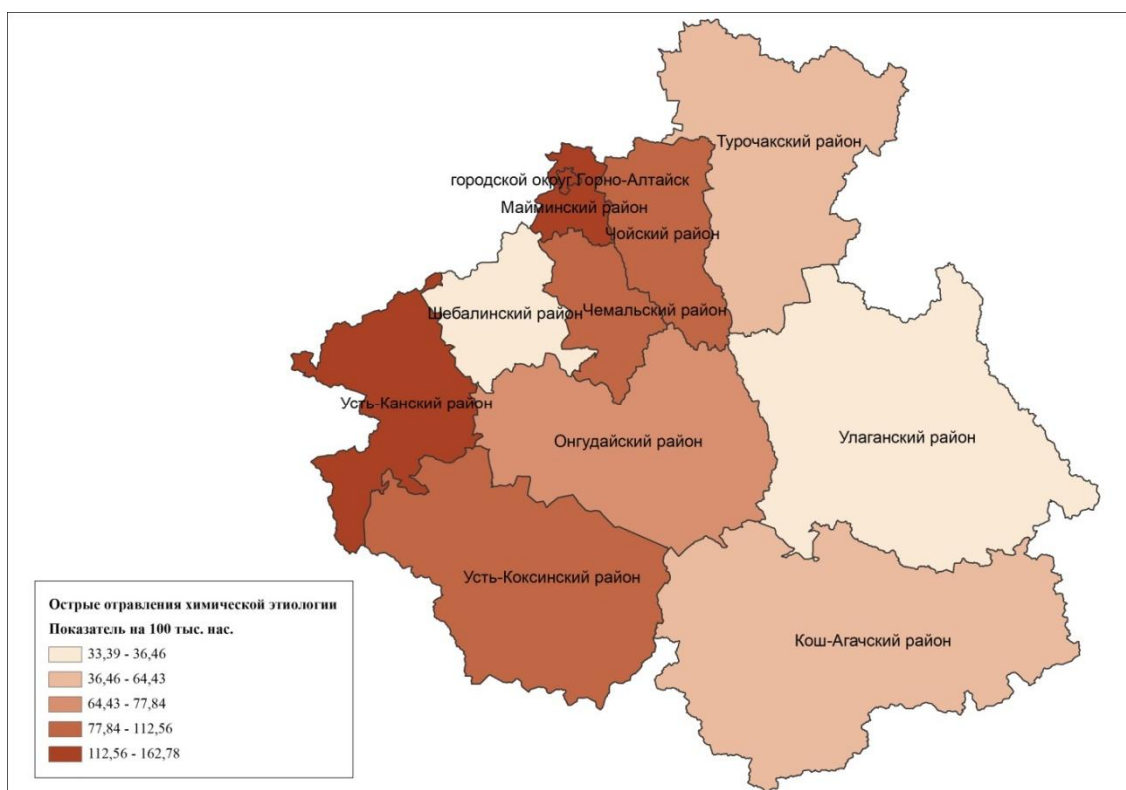 Турочакский район
городской округ Горно-Алтайск
Майминский район
Чойский район
Шебалинский район
Чемальский район
Усть-Канский район
Онгудайский район
Улаганский район
Усть-Коксинский район
Кош-Агачский район
Острые отравления химической этиологии
Показатель на 100 тыс. нас.
33,39 - 36,46
36,46 - 64,43
64,43 - 77,84
77,84 - 112,56
112,56 - 162,78